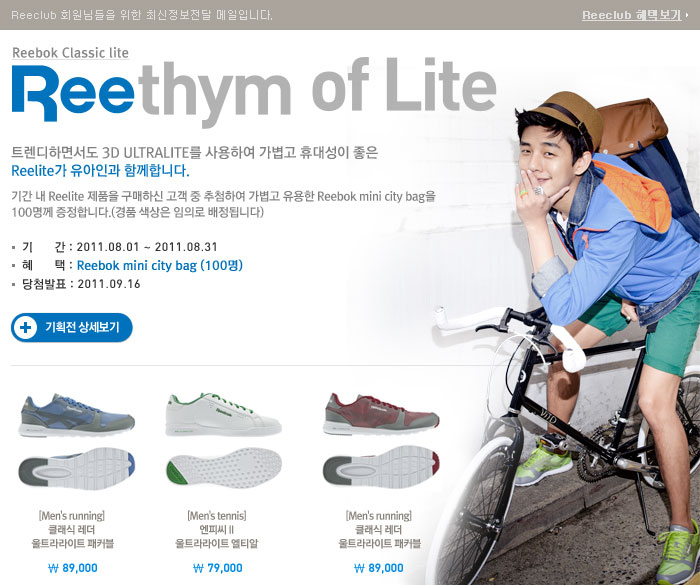 Reeclub 회원님들을 위한 최신정보전달 메일입니다.
Reeclub 혜택보기
Reebok Classic lite
Reethym of Lite
트렌디하면서도 3D ULTRALITE를 사용하여 가볍고 휴대성이 좋은
Reelite가 유아인과 함께합니다.
기간 내 Reelite 제품을 구매하신 고객 중 추첨하여 가볍고 유용한 Reebok mini city bag을
100명께 증정합니다.(경품 색상은 임의로 배정됩니다)
▪ 기 간 : 2011.08.01 ~ 2011.08.31
▪ 혜 택 : Reebok mini city bag (100명)
▪ 당첨발표 : 2011.09.16
기획전 상세보기
[Men's running]
클래식 레더
울트라라이트 패커블
₩ 89,000
[Men's tennis]
엔피씨 II
울트라라이트 엘티알
₩ 79,000
[Men's running]
클래식 레더
울트라라이트 패커블
₩ 89,000